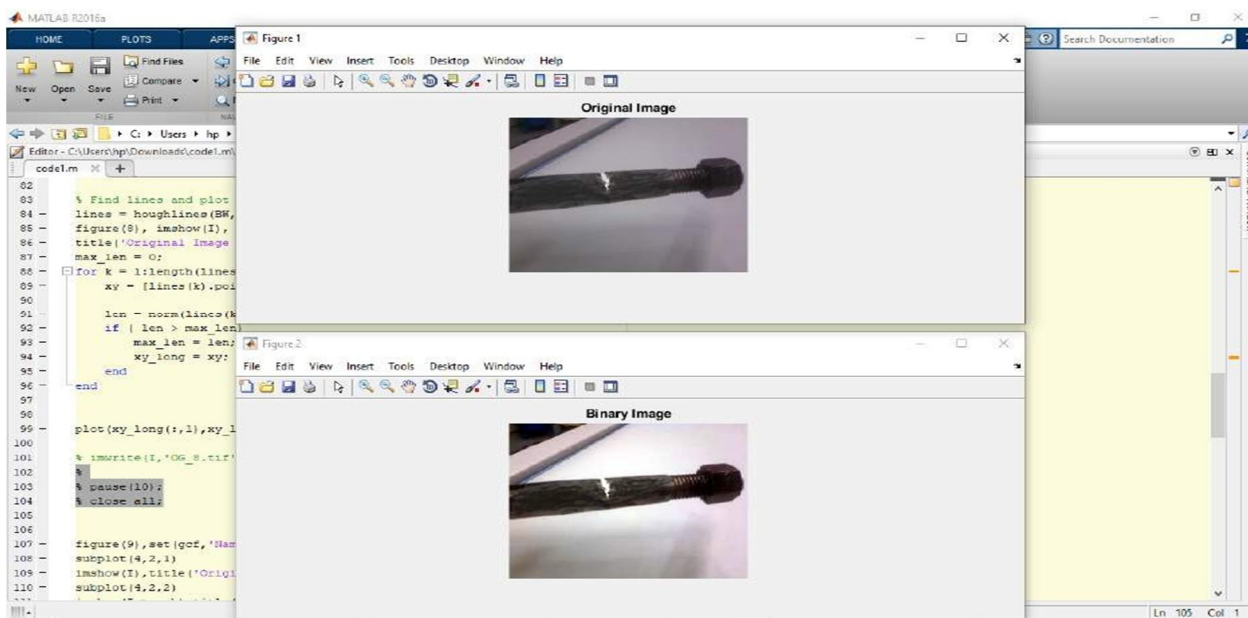 MATLAB R2016a
HOME PLOTS APPS
Search Documentation
New Open Save
Find Files
Compare
Print
FILE
C: Users hp
Editor - C:\Users\hp\Downloads\code1.m
code1.m
82
83 % Find lines and plot
84 lines = houghlines(BW,
85 figure(8), imshow(I),
86 title('Original Image
87 max_len = 0;
88 for k = 1:length(lines
89 xy = [lines(k).poi
90
91 len = norm(lines(k
92 if ( len > max_len)
93 max_len = len;
94 xy_long = xy;
95 end
96 end
97
98
99 plot(xy_long(:,1),xy_l
100
101 % imwrite(I,'OG_8.tif'
102 %
103 % pause(10);
104 % close all;
105
106
107 figure(9),set(gcf,'Nam
108 subplot(4,2,1)
109 imshow(I),title('Origi
110 subplot(4,2,2)
Figure 1
File Edit View Insert Tools Desktop Window Help
Original Image
Figure 2
File Edit View Insert Tools Desktop Window Help
Binary Image
Ln 105 Col 1